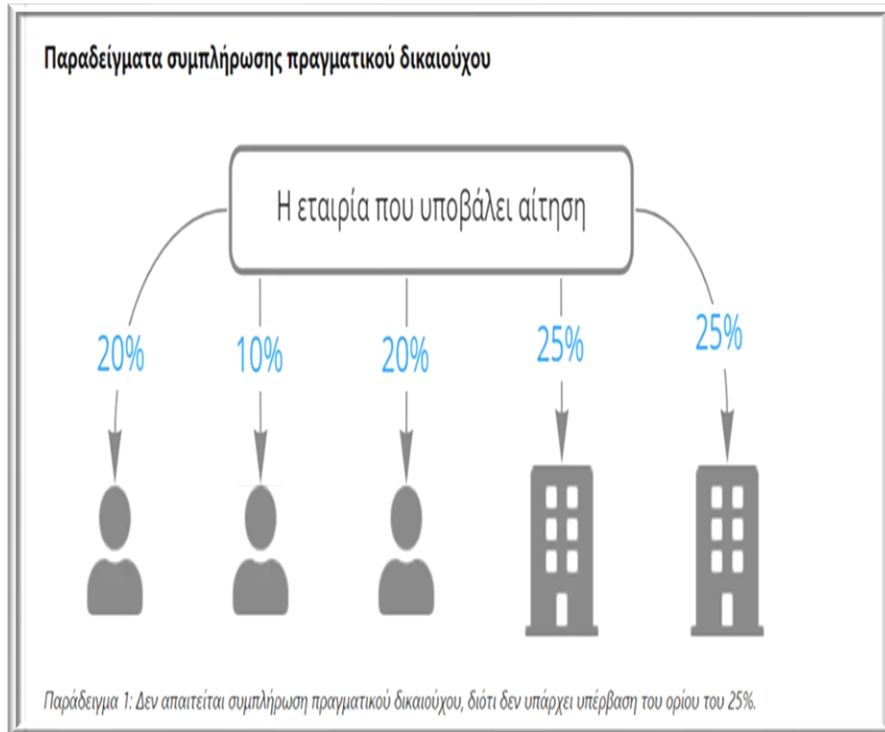 Παραδείγματα συμπλήρωσης πραγματικού δικαιούχου
Η εταιρία που υποβάλει αίτηση
20% 10% 20% 25% 25%
Παράδειγμα 1: Δεν απαιτείται συμπλήρωση πραγματικού δικαιούχου, διότι δεν υπάρχει υπέρβαση του ορίου του 25%.